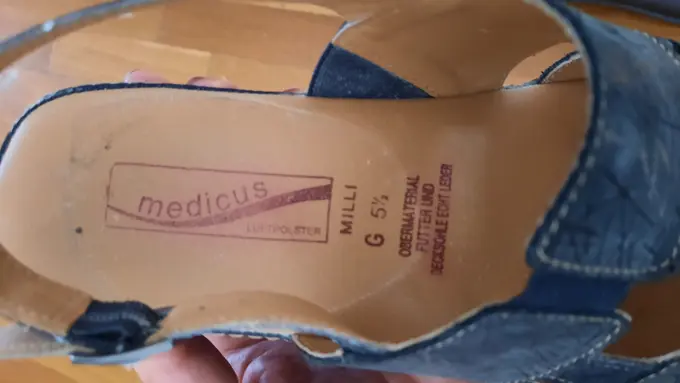 medicus
LUFTPOLSTER
MILLI
G 5½
OBERMATERIAL
FUTTER UND
DECKSOHLE ECHT LEDER